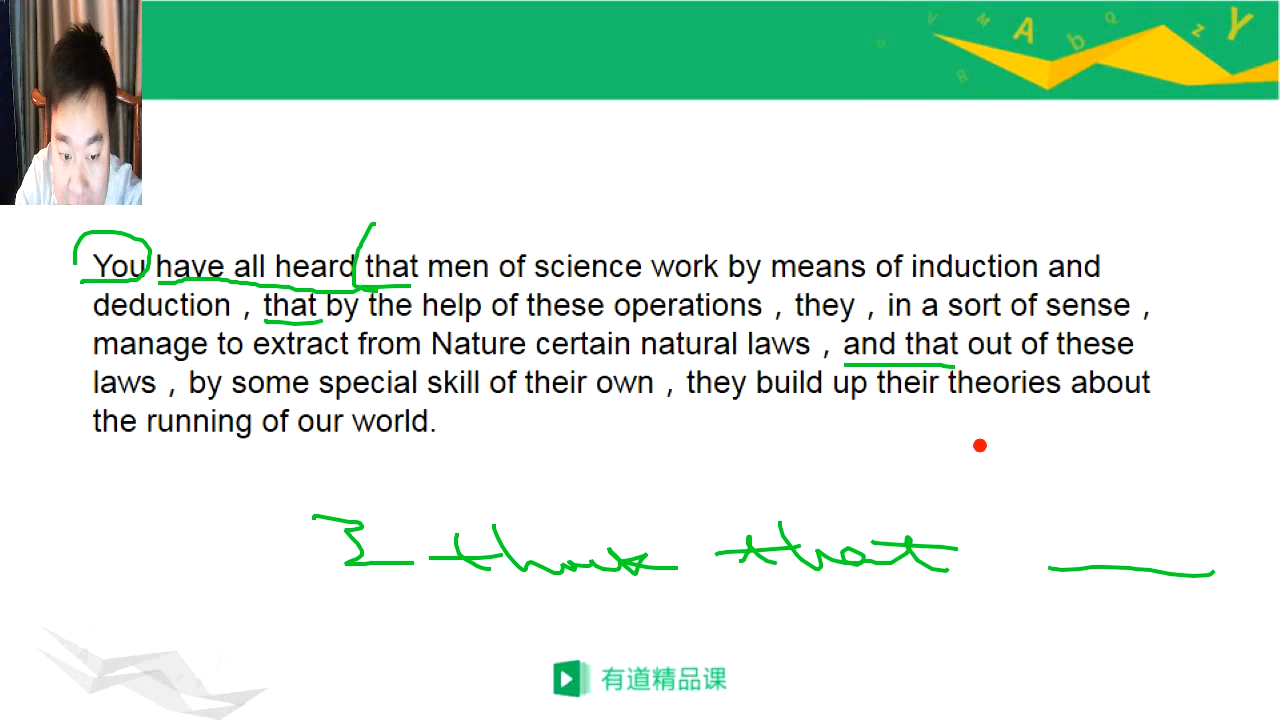 You have all heard that men of science work by means of induction and
deduction，that by the help of these operations，they，in a sort of sense，
manage to extract from Nature certain natural laws，and that out of these
laws，by some special skill of their own，they build up their theories about
the running of our world.
I think that
有道精品课